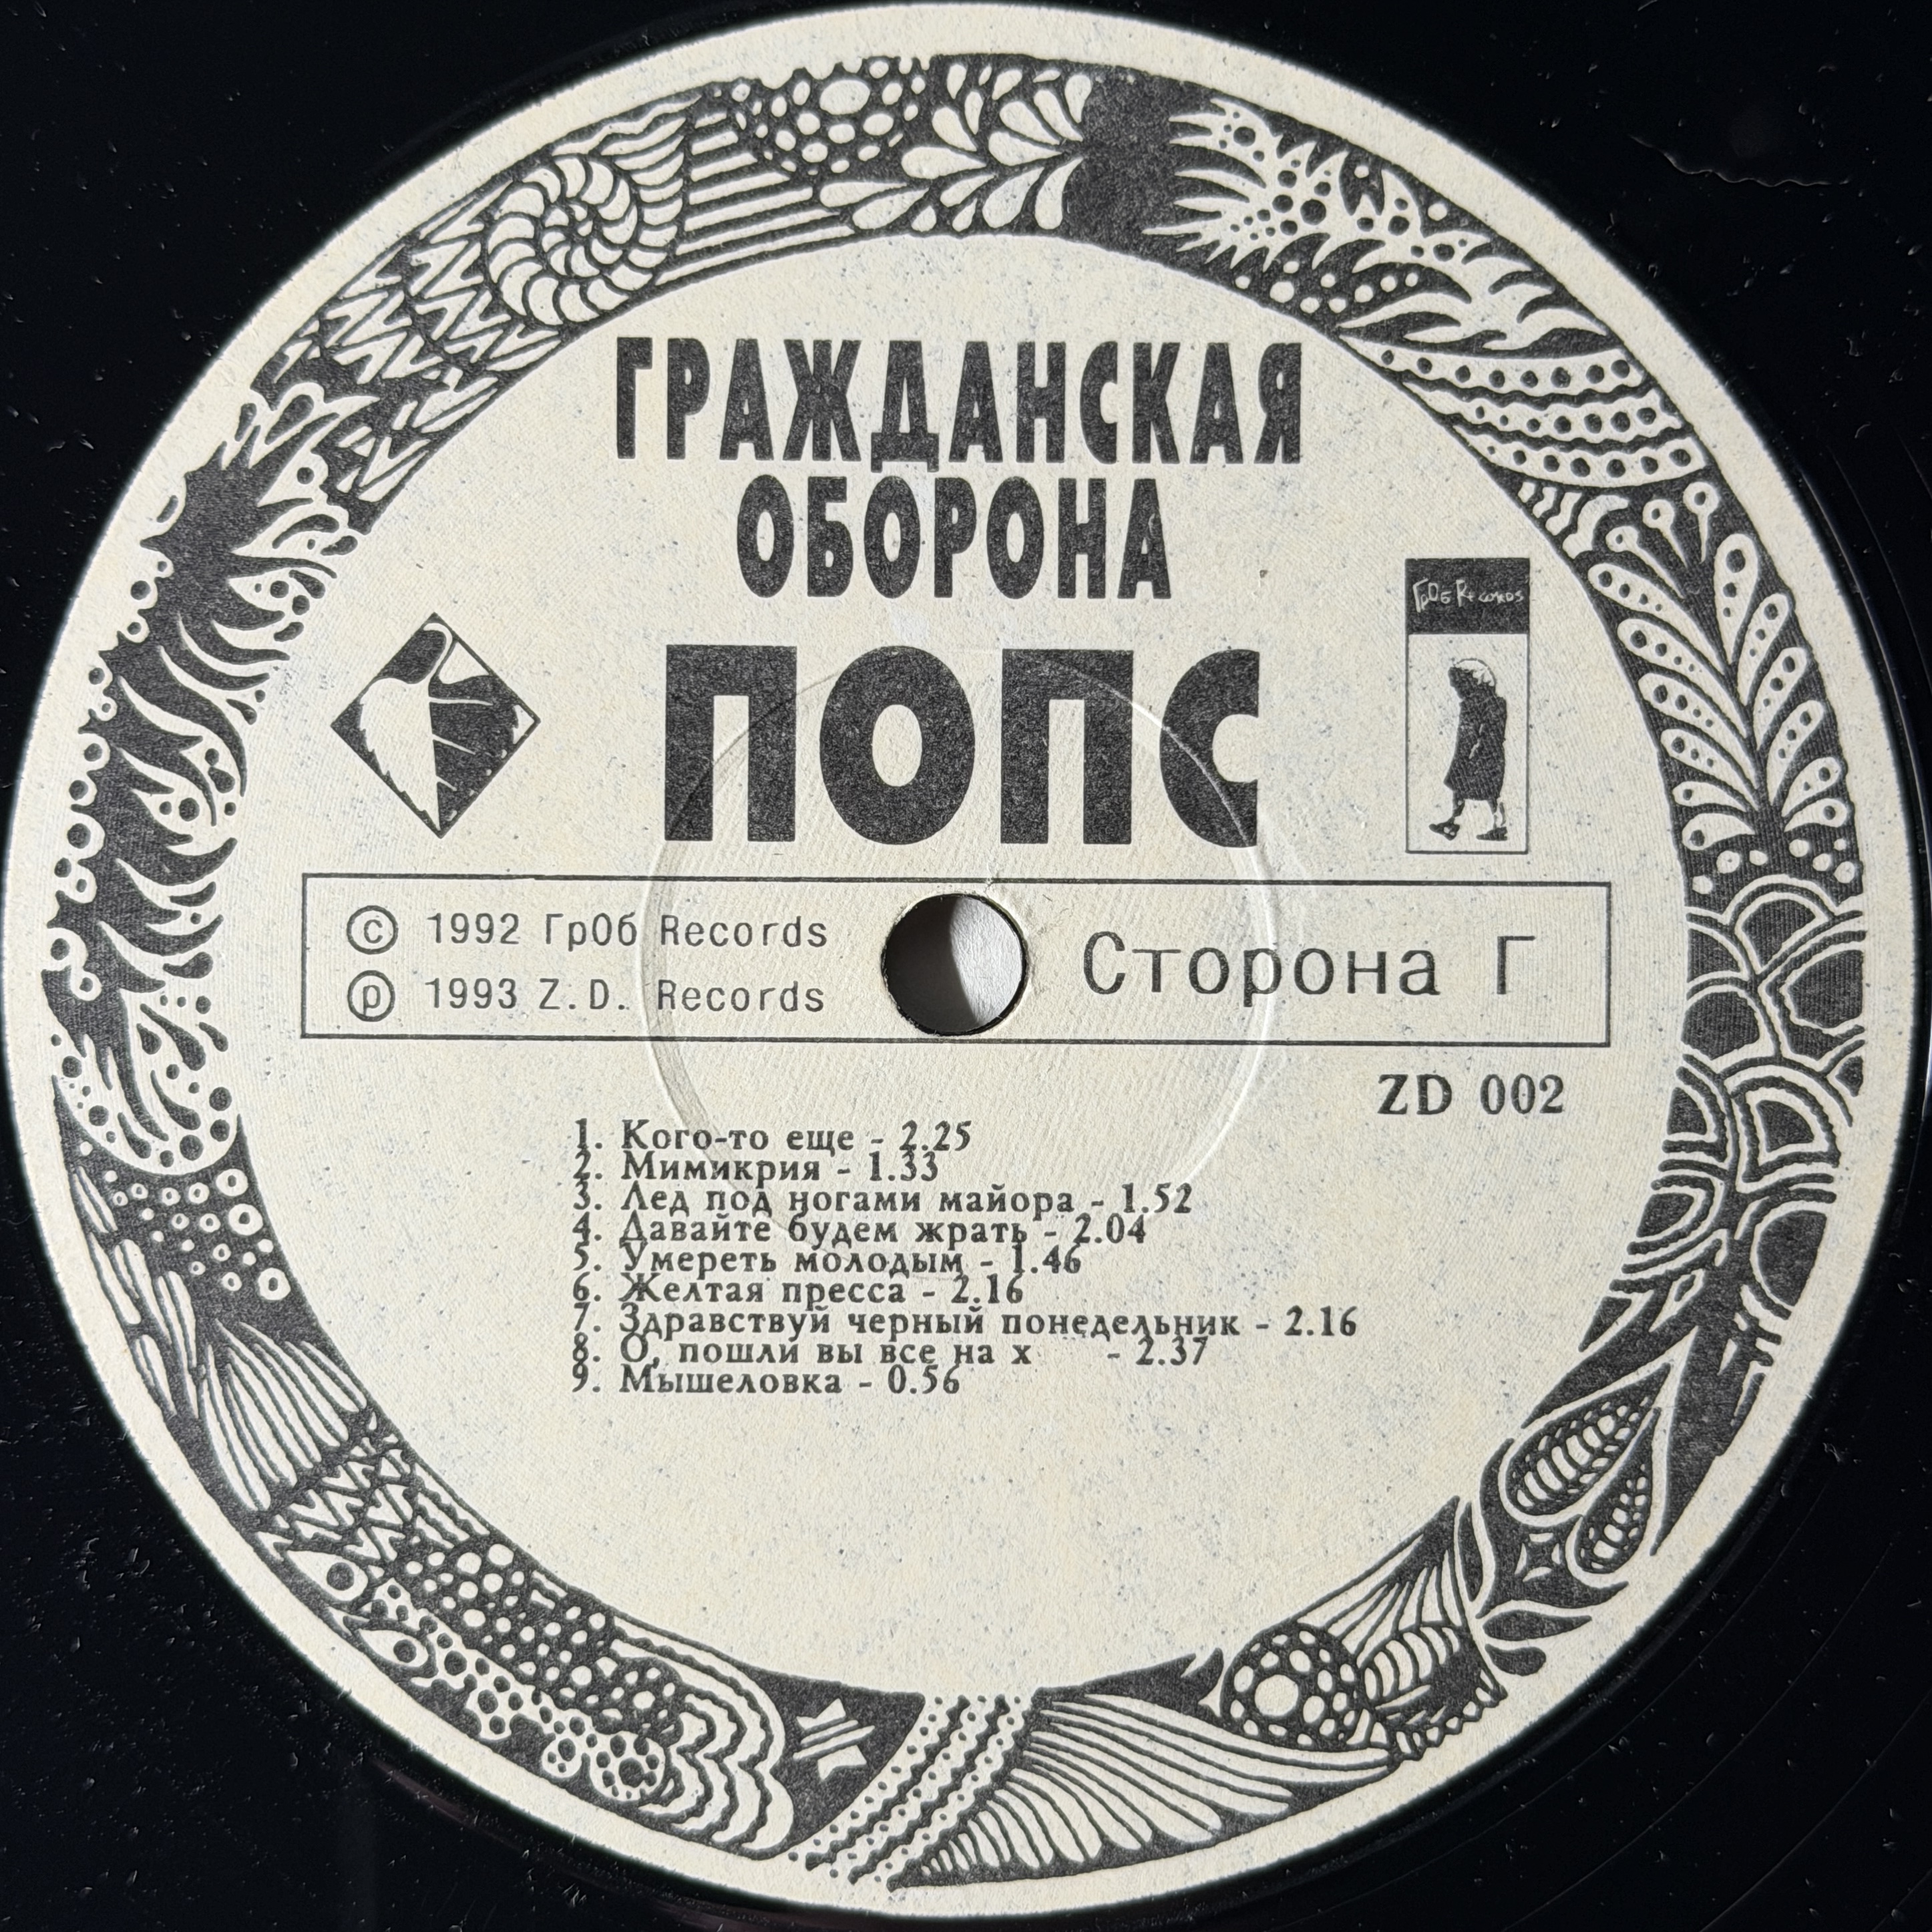 ГРАЖДАНСКАЯ
ОБОРОНА
ГрОб Records
ПОПС
© 1992 ГрОб Records
℗ 1993 Z.D. Records
Сторона Г
ZD 002
1. Кого-то еще - 2.25
2. Мимикрия - 1.33
3. Лед под ногами майора - 1.52
4. Давайте будем жрать - 2.04
5. Умереть молодым - 1.46
6. Желтая пресса - 2.16
7. Здравствуй черный понедельник - 2.16
8. О, пошли вы все на х - 2.37
9. Мышеловка - 0.56